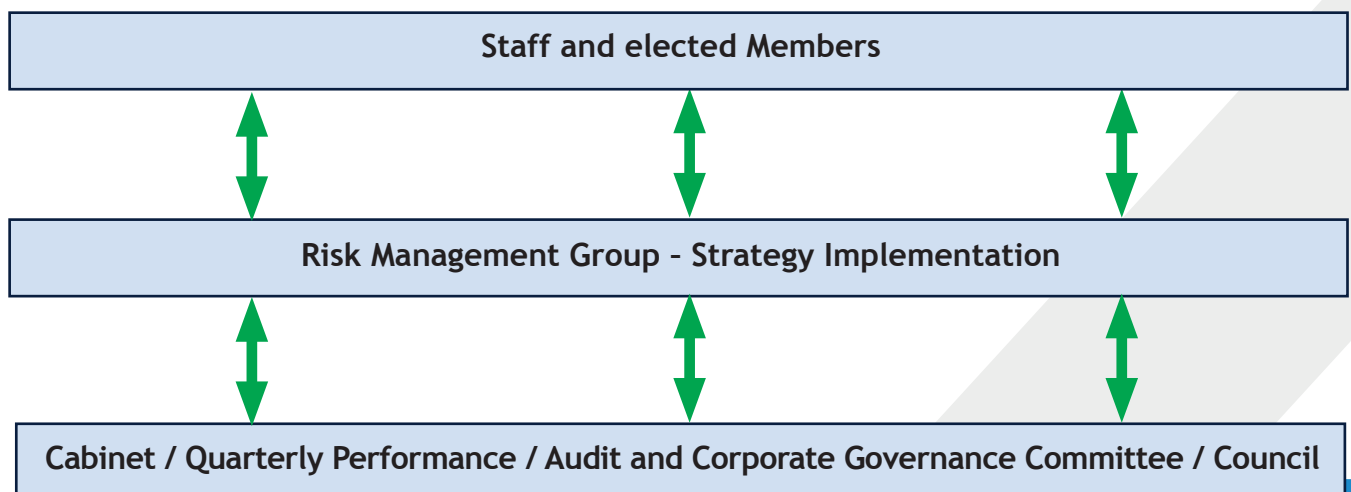 Staff and elected Members
Risk Management Group – Strategy Implementation
Cabinet / Quarterly Performance / Audit and Corporate Governance Committee / Council